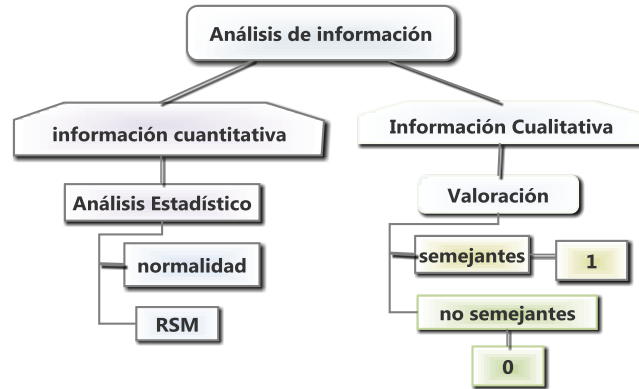 Análisis de información
información cuantitativa
Información Cualitativa
Análisis Estadístico
Valoración
normalidad
semejantes
1
RSM
no semejantes
0